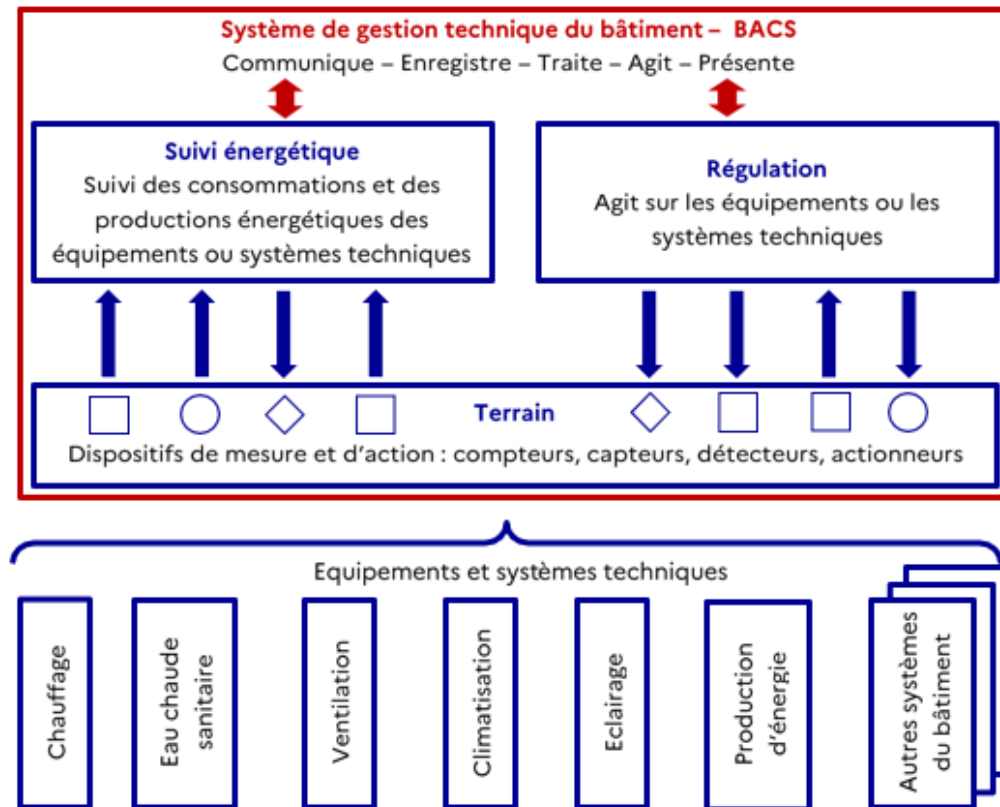 Système de gestion technique du bâtiment – BACS
Communique – Enregistre – Traite – Agit – Présente
Suivi énergétique
Suivi des consommations et des
productions énergétiques des
équipements ou systèmes techniques
Régulation
Agit sur les équipements ou les
systèmes techniques
Terrain
Dispositifs de mesure et d'action : compteurs, capteurs, détecteurs, actionneurs
Equipements et systèmes techniques
Chauffage
Eau chaude
sanitaire
Ventilation
Climatisation
Eclairage
Production
d'énergie
Autres systèmes
du bâtiment